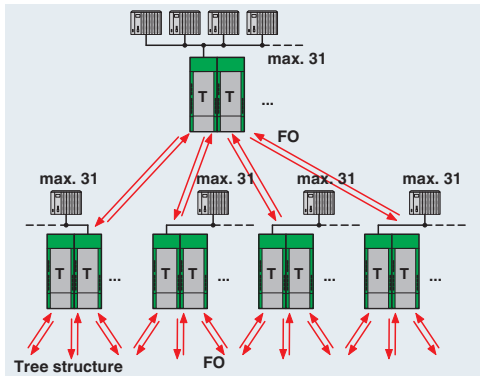 max. 31
T T ...
FO
max. 31 max. 31 max. 31 max. 31
T T ... T T ... T T ... T T ...
Tree structure FO